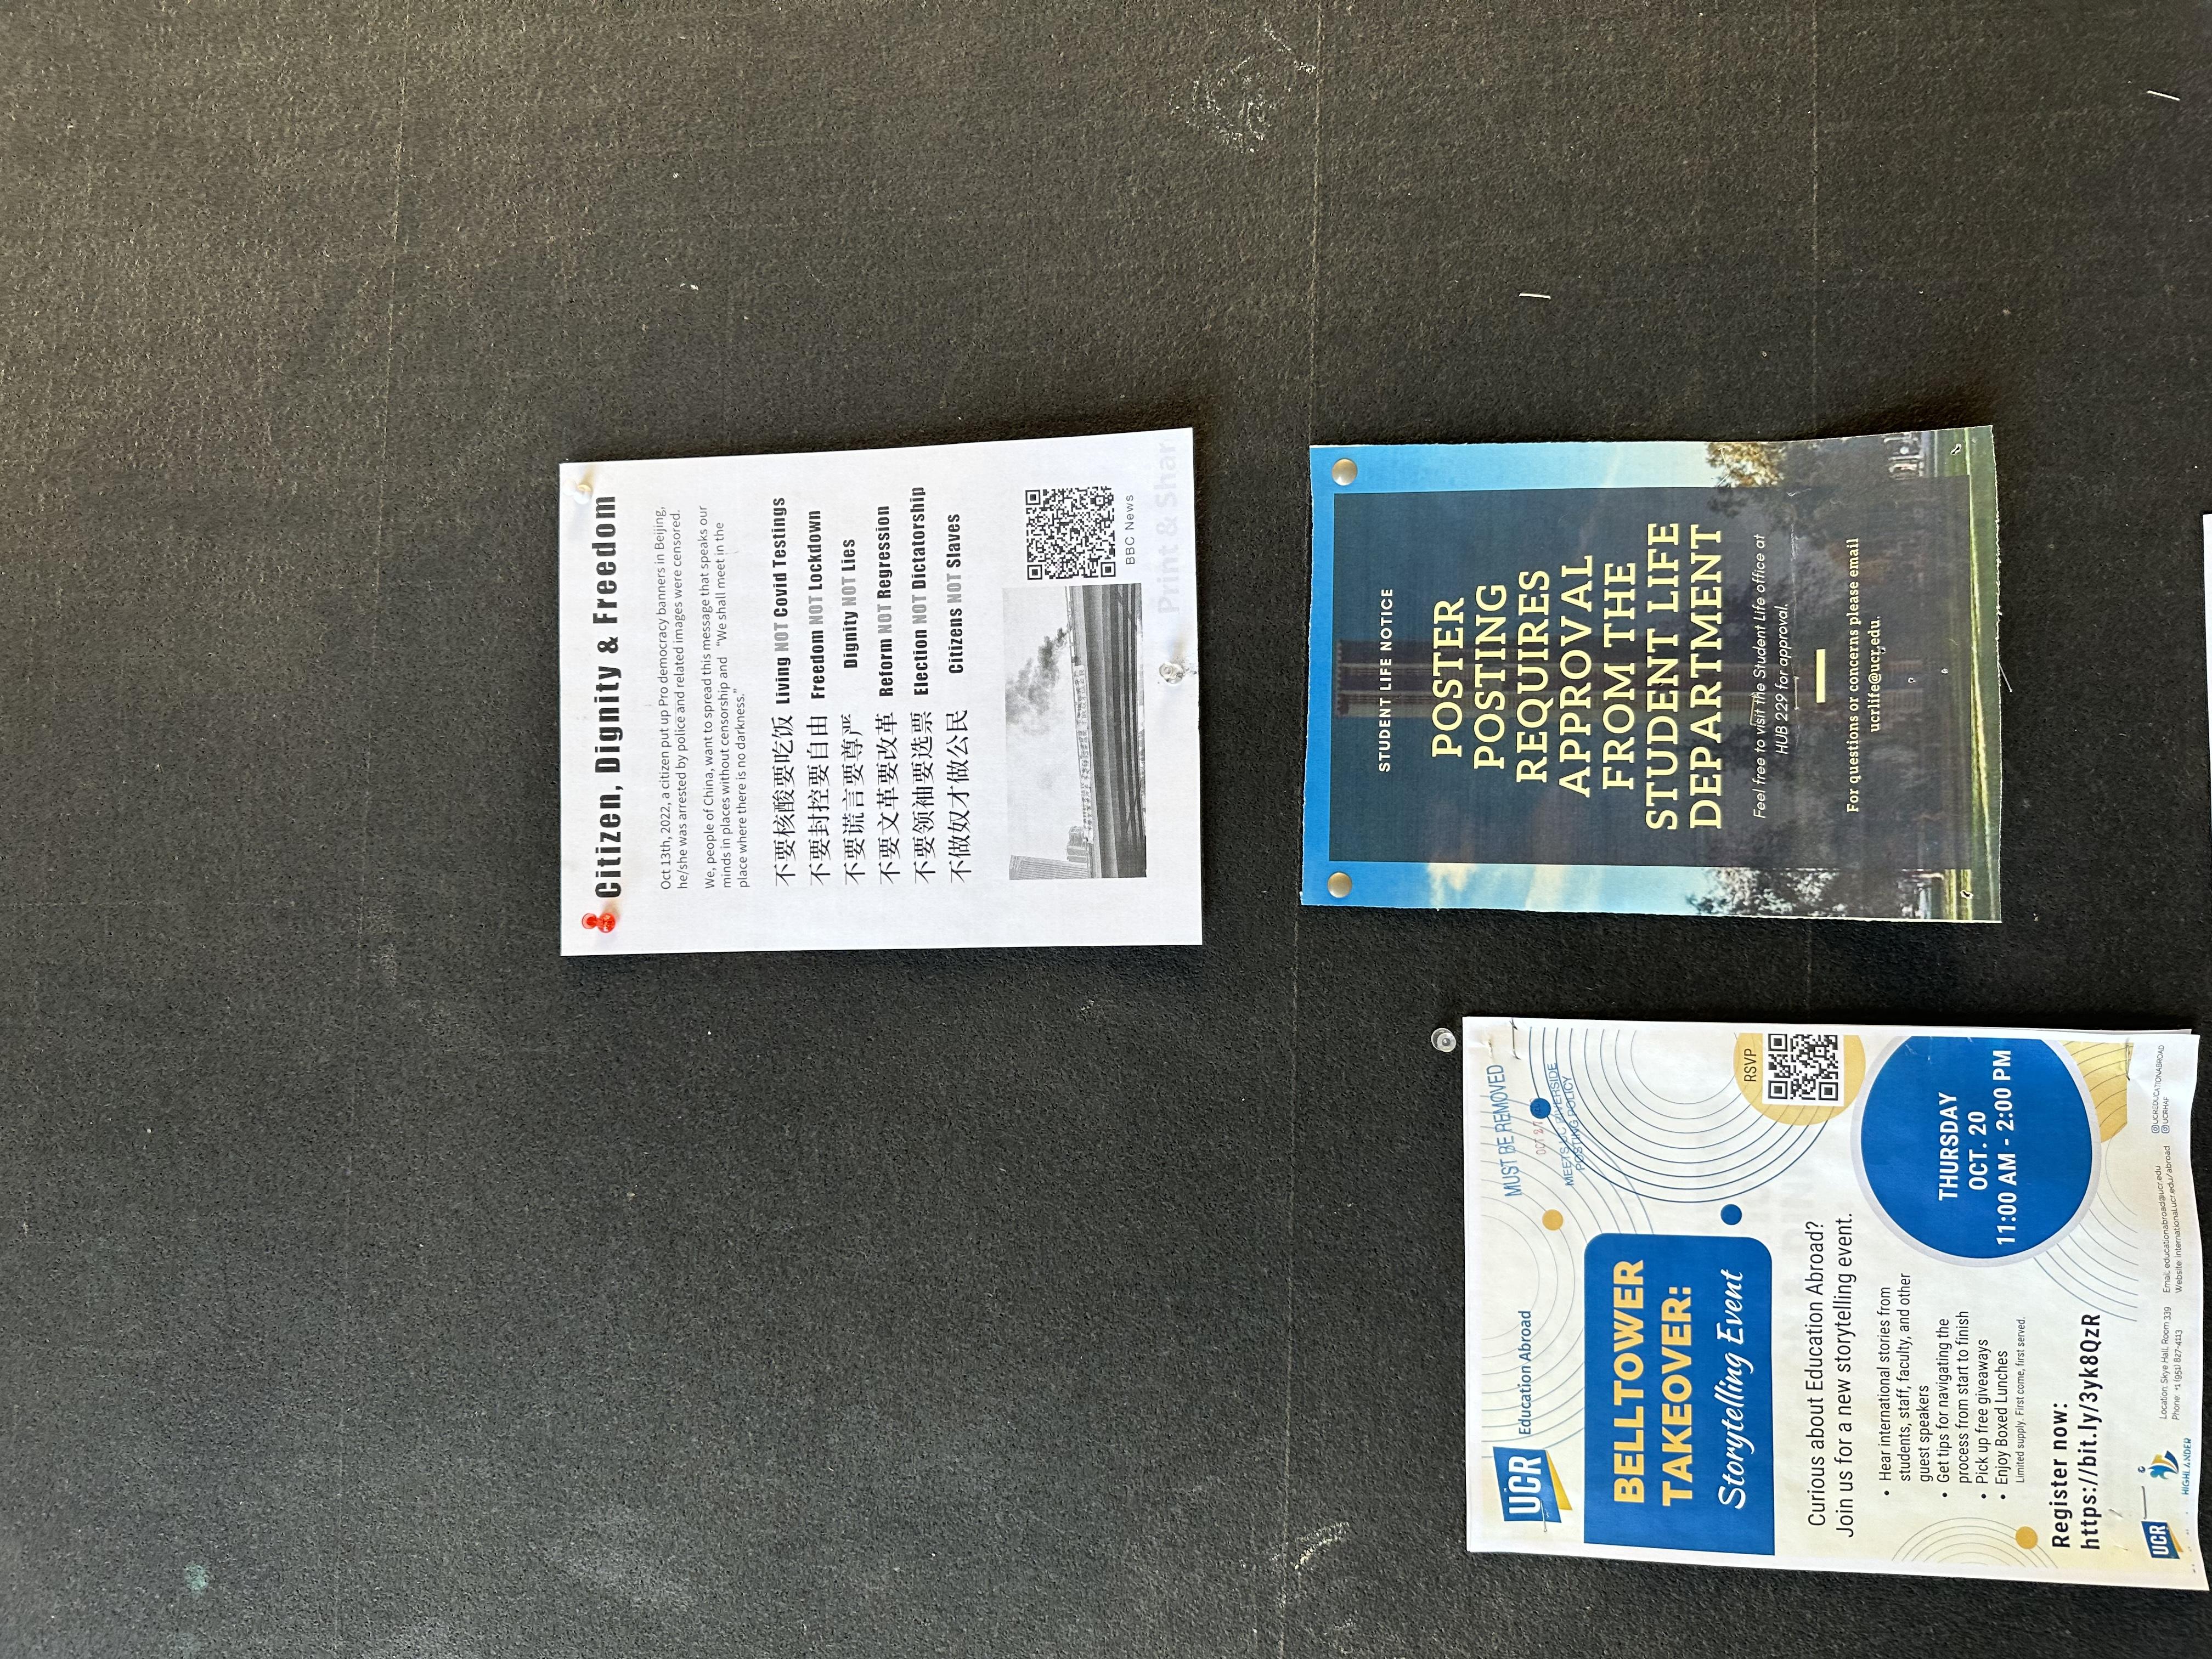 Citizen, Dignity & Freedom
Oct 13th, 2022, a citizen put up Pro democracy banners in Beijing,
he/she was arrested by police and related images were censored.
We, people of China, want to spread this message that speaks our
minds in places without censorship and "We shall meet in the
place where there is no darkness."
不要核酸要吃饭 Living NOT Covid Testings
不要封控要自由 Freedom NOT Lockdown
不要谎言要尊严 Dignity NOT Lies
不要文革要改革 Reform NOT Regression
不要领袖要选票 Election NOT Dictatorship
不做奴才做公民 Citizens NOT Slaves
BBC News
Print & Shar
STUDENT LIFE NOTICE
POSTER
POSTING
REQUIRES
APPROVAL
FROM THE
STUDENT LIFE
DEPARTMENT
Feel free to visit the Student Life office at
HUB 229 for approval.
For questions or concerns please email
ucrlife@ucr.edu.
UCR Education Abroad
MUST BE REMOVED
OCT
MEETS UC RIVERSIDE
POSTING POLICY
BELLTOWER
TAKEOVER:
Storytelling Event
RSVP
Curious about Education Abroad?
Join us for a new storytelling event.
• Hear international stories from
students, staff, faculty, and other
guest speakers
• Get tips for navigating the
process from start to finish
• Pick up free giveaways
• Enjoy Boxed Lunches
Limited supply. First come, first served.
THURSDAY
OCT. 20
11:00 AM - 2:00 PM
Register now:
https://bit.ly/3yk8QzR
UCR
HIGHLANDER
Location: Skye Hall, Room 339
Phone: +1 (951) 827-4113
Email: educationabroad@ucr.edu
Website: international.ucr.edu/abroad
@UCREDUCATIONABROAD
@UCRHAF